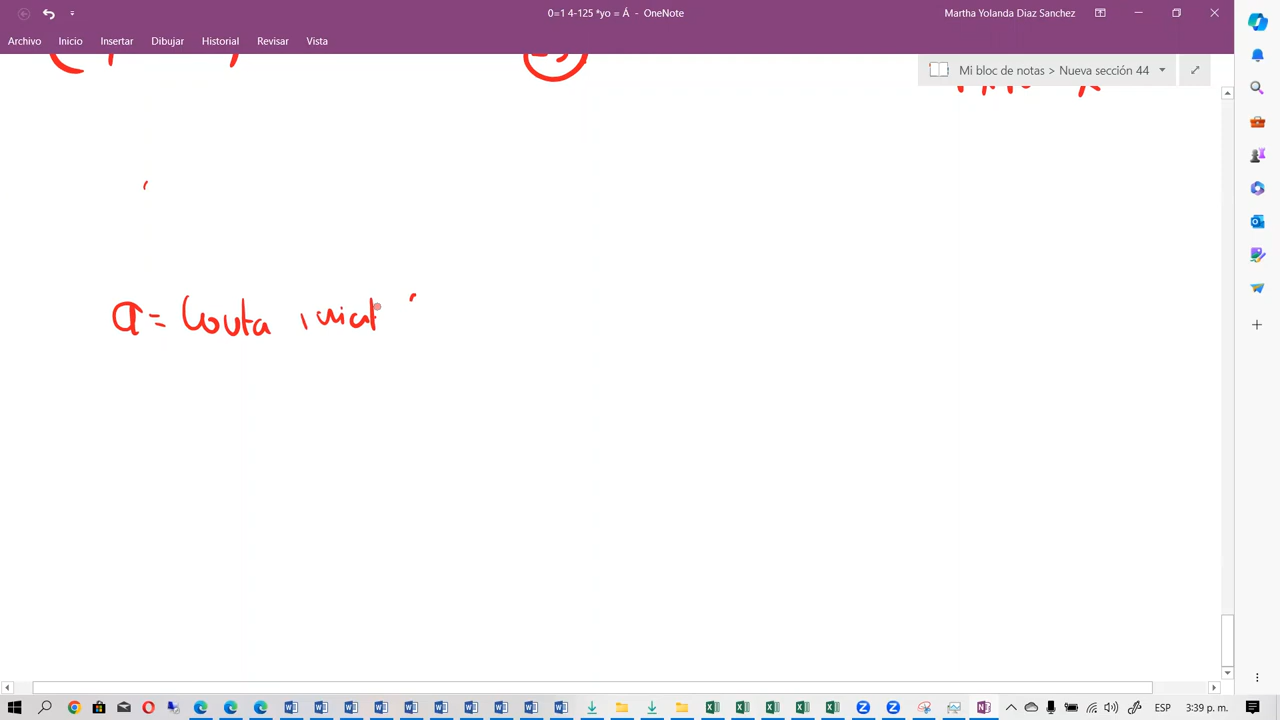 0=1 4-125 *yo = Á - OneNote
Martha Yolanda Diaz Sanchez
Archivo Inicio Insertar Dibujar Historial Revisar Vista
Mi bloc de notas > Nueva sección 44
a = Couta inicial
ESP 3:39 p. m.